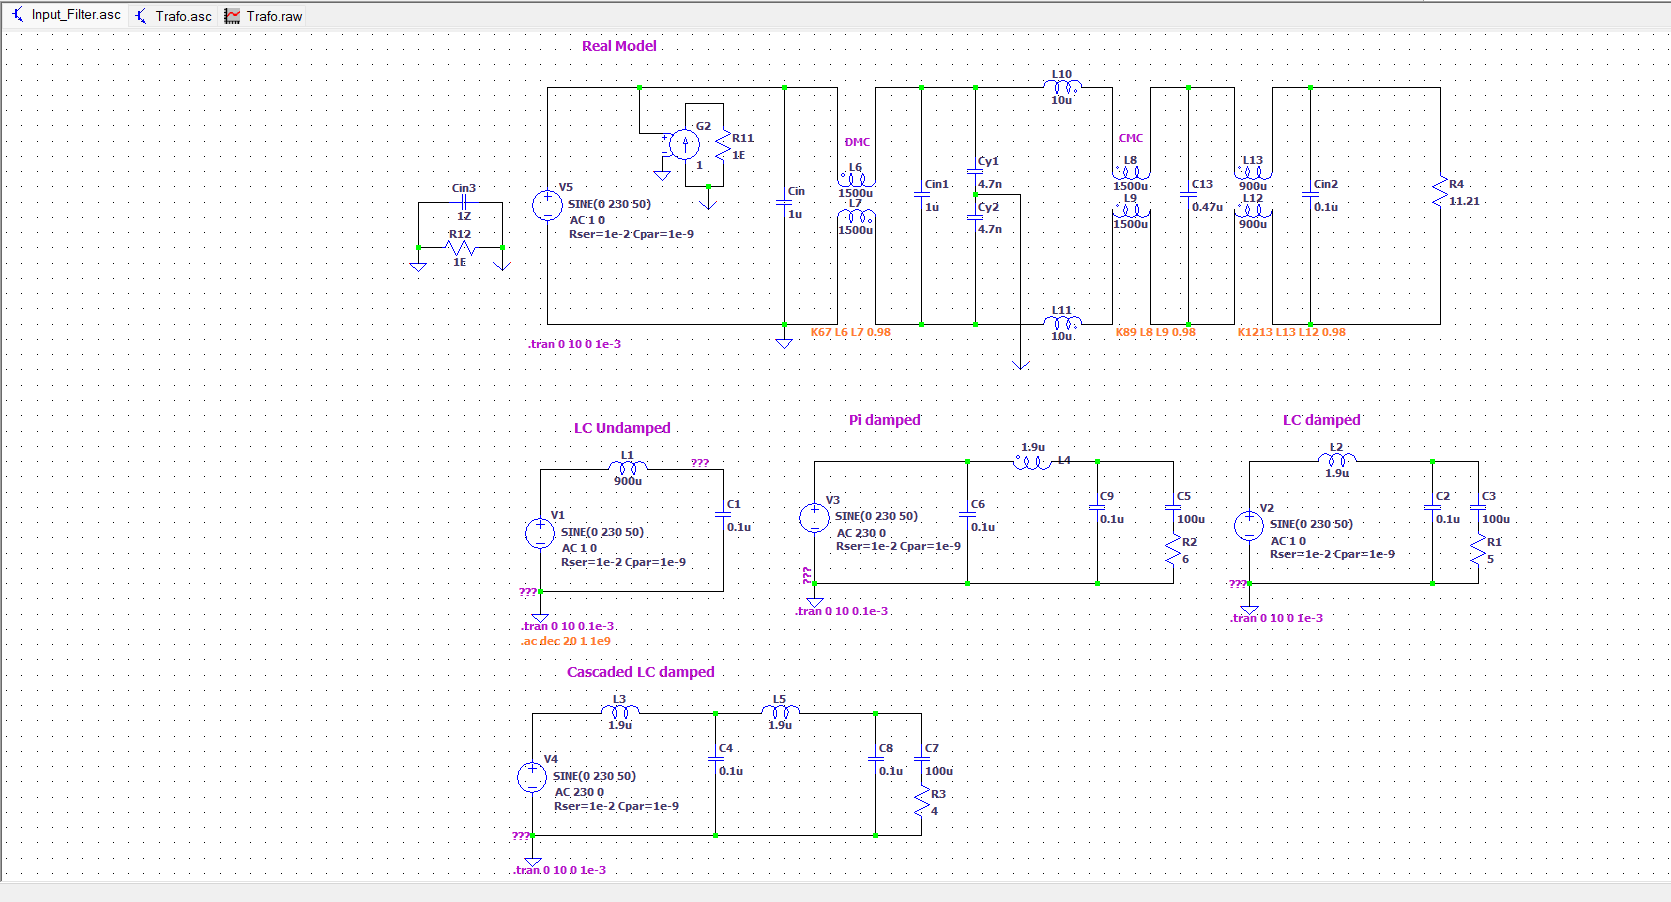 Input_Filter.asc
Trafo.asc
Trafo.raw
Real Model
L10
10u
G2
R11
1E
1
DMC
CMC
L6
1500u
L7
1500u
Cy1
4.7n
Cy2
4.7n
L8
1500u
L9
1500u
L13
900u
L12
900u
Cin3
1Z
R12
1E
V5
SINE(0 230 50)
AC 1 0
Rser=1e-2 Cpar=1e-9
Cin
1u
Cin1
1u
C13
0.47u
Cin2
0.1u
R4
11.21
L11
10u
K67 L6 L7 0.98
K89 L8 L9 0.98
K1213 L13 L12 0.98
.tran 0 10 0 1e-3
LC Undamped
L1
900u
???
C1
0.1u
V1
SINE(0 230 50)
AC 1 0
Rser=1e-2 Cpar=1e-9
???
.tran 0 10 0.1e-3
.ac dec 20 1 1e9
Pi damped
1.9u
L4
V3
SINE(0 230 50)
AC 230 0
Rser=1e-2 Cpar=1e-9
C6
0.1u
C9
0.1u
C5
100u
R2
6
???
.tran 0 10 0.1e-3
LC damped
L2
1.9u
V2
SINE(0 230 50)
AC 1 0
Rser=1e-2 Cpar=1e-9
C2
0.1u
C3
100u
R1
5
???
.tran 0 10 0 1e-3
Cascaded LC damped
L3
1.9u
L5
1.9u
V4
SINE(0 230 50)
AC 230 0
Rser=1e-2 Cpar=1e-9
C4
0.1u
C8
0.1u
C7
100u
R3
4
???
.tran 0 10 0 1e-3